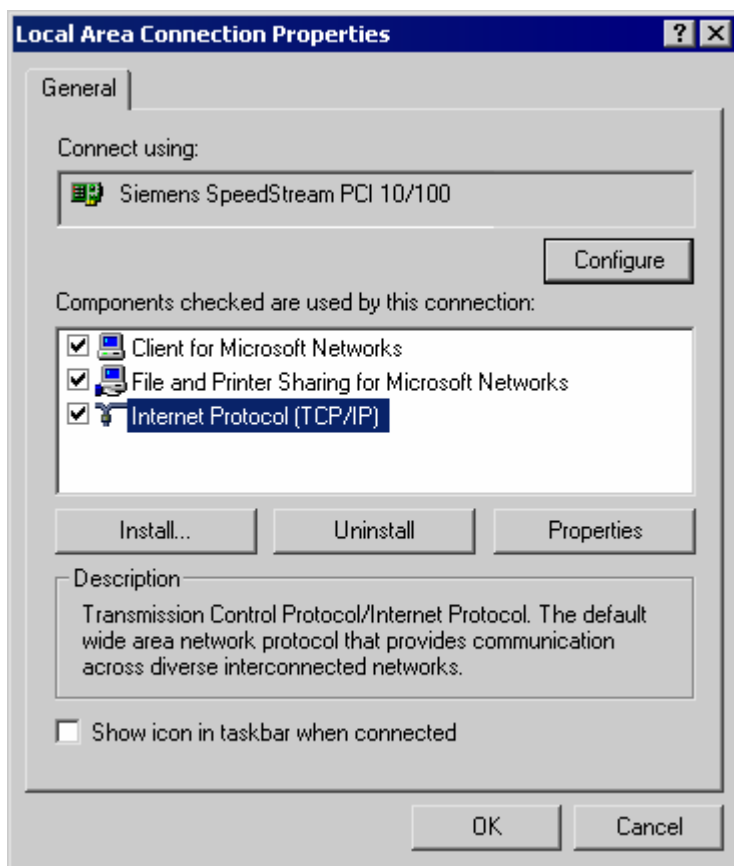 Local Area Connection Properties
General
Connect using:
Siemens SpeedStream PCI 10/100
Configure
Components checked are used by this connection:
Client for Microsoft Networks
File and Printer Sharing for Microsoft Networks
Internet Protocol (TCP/IP)
Install... Uninstall Properties
Description
Transmission Control Protocol/Internet Protocol. The default
wide area network protocol that provides communication
across diverse interconnected networks.
Show icon in taskbar when connected
OK Cancel